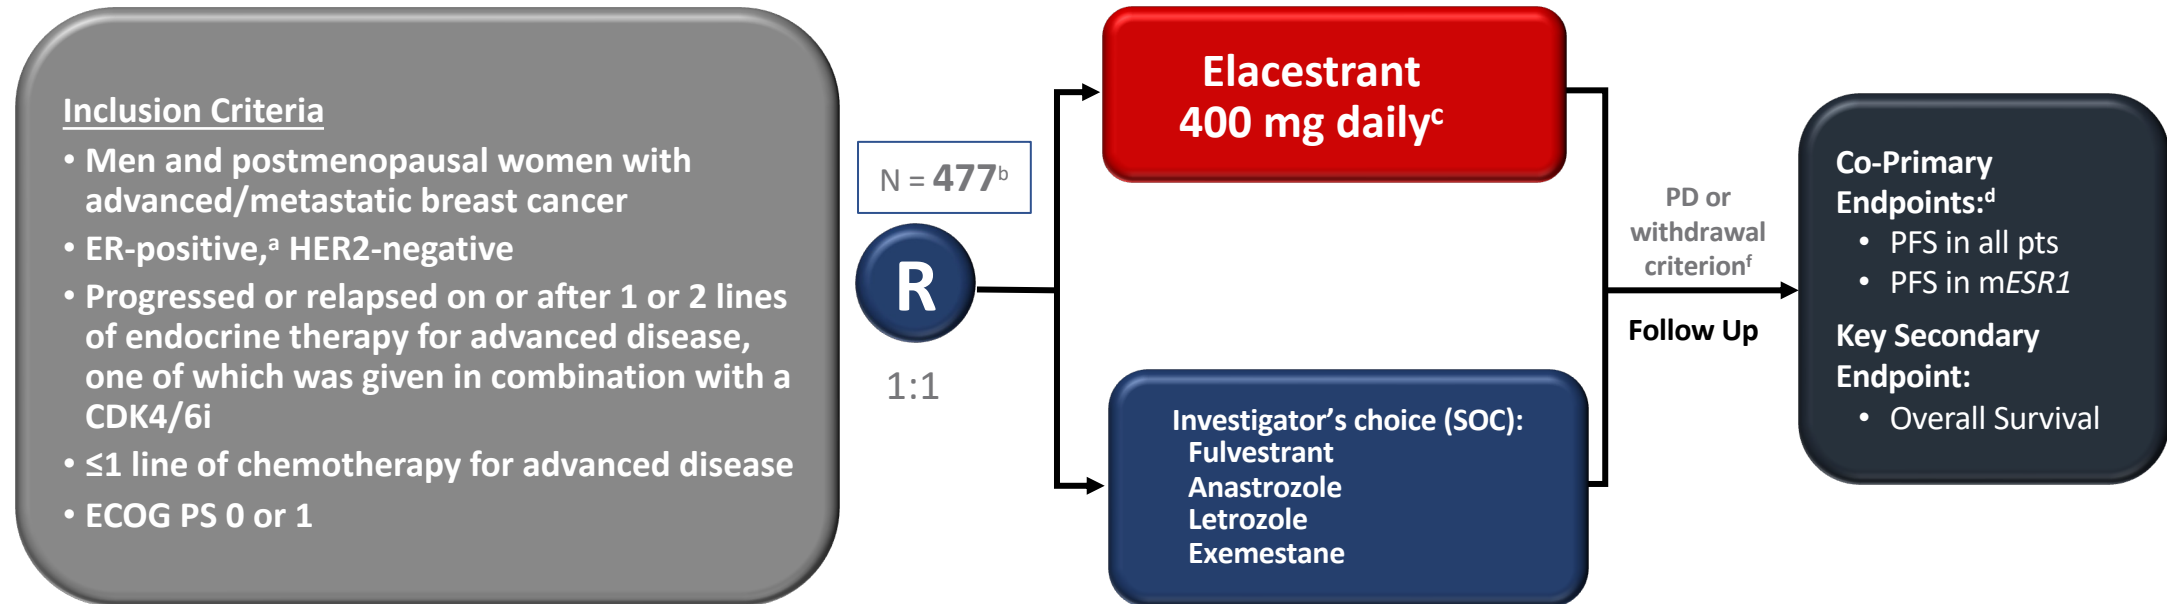 Inclusion Criteria
• Men and postmenopausal women with
advanced/metastatic breast cancer
• ER-positive,ᵃ HER2-negative
• Progressed or relapsed on or after 1 or 2 lines
of endocrine therapy for advanced disease,
one of which was given in combination with a
CDK4/6i
• ≤1 line of chemotherapy for advanced disease
• ECOG PS 0 or 1
N = 477ᵇ
R
1:1
Elacestrant
400 mg dailyᶜ
Investigator’s choice (SOC):
Fulvestrant
Anastrozole
Letrozole
Exemestane
PD or
withdrawal
criterionᶠ
Follow Up
Co-Primary
Endpoints:ᵈ
• PFS in all pts
• PFS in mESR1
Key Secondary
Endpoint:
• Overall Survival